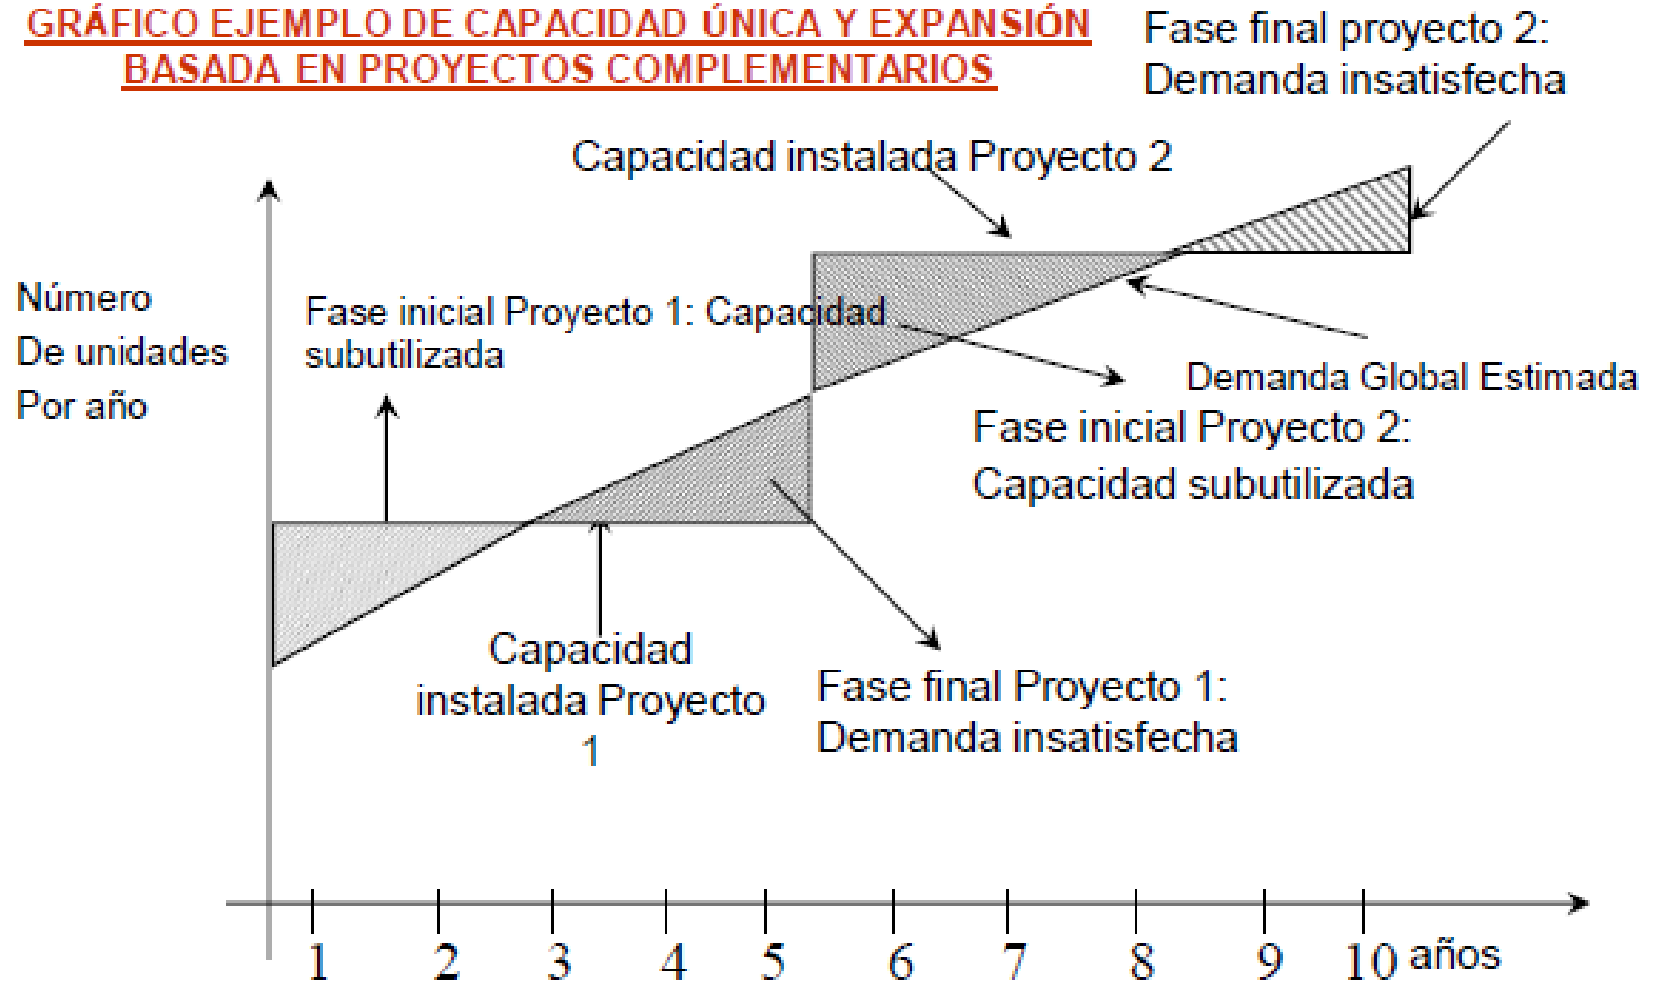 GRÁFICO EJEMPLO DE CAPACIDAD ÚNICA Y EXPANSIÓN
BASADA EN PROYECTOS COMPLEMENTARIOS
Fase final proyecto 2:
Demanda insatisfecha
Capacidad instalada Proyecto 2
Número
De unidades
Por año
Fase inicial Proyecto 1: Capacidad
subutilizada
Demanda Global Estimada
Fase inicial Proyecto 2:
Capacidad subutilizada
Capacidad
instalada Proyecto
1
Fase final Proyecto 1:
Demanda insatisfecha
1 2 3 4 5 6 7 8 9 10 años